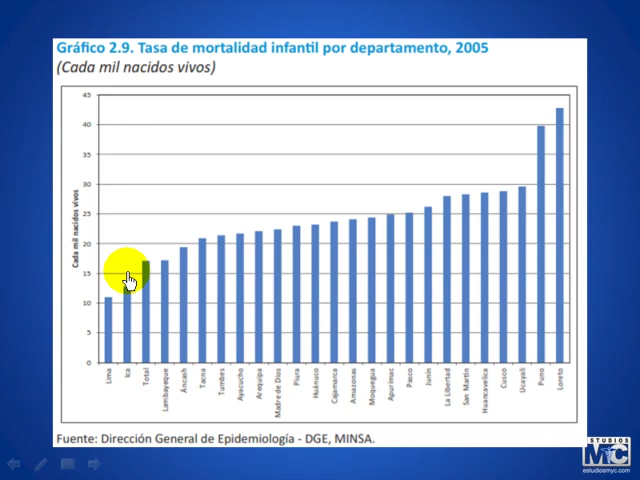 Gráfico 2.9. Tasa de mortalidad infantil por departamento, 2005
(Cada mil nacidos vivos)
Cada mil nacidos vivos
45
40
35
30
25
20
15
10
5
0
Lima
Ica
Total
Lambayeque
Áncash
Tacna
Tumbes
Ayacucho
Arequipa
Madre de Dios
Piura
Huánuco
Cajamarca
Amazonas
Moquegua
Apurímac
Pasco
Junín
La Libertad
San Martín
Huancavelica
Cusco
Ucayali
Puno
Loreto
Fuente: Dirección General de Epidemiología - DGE, MINSA.
STUDIOS
MYC
estudiosmyc.com